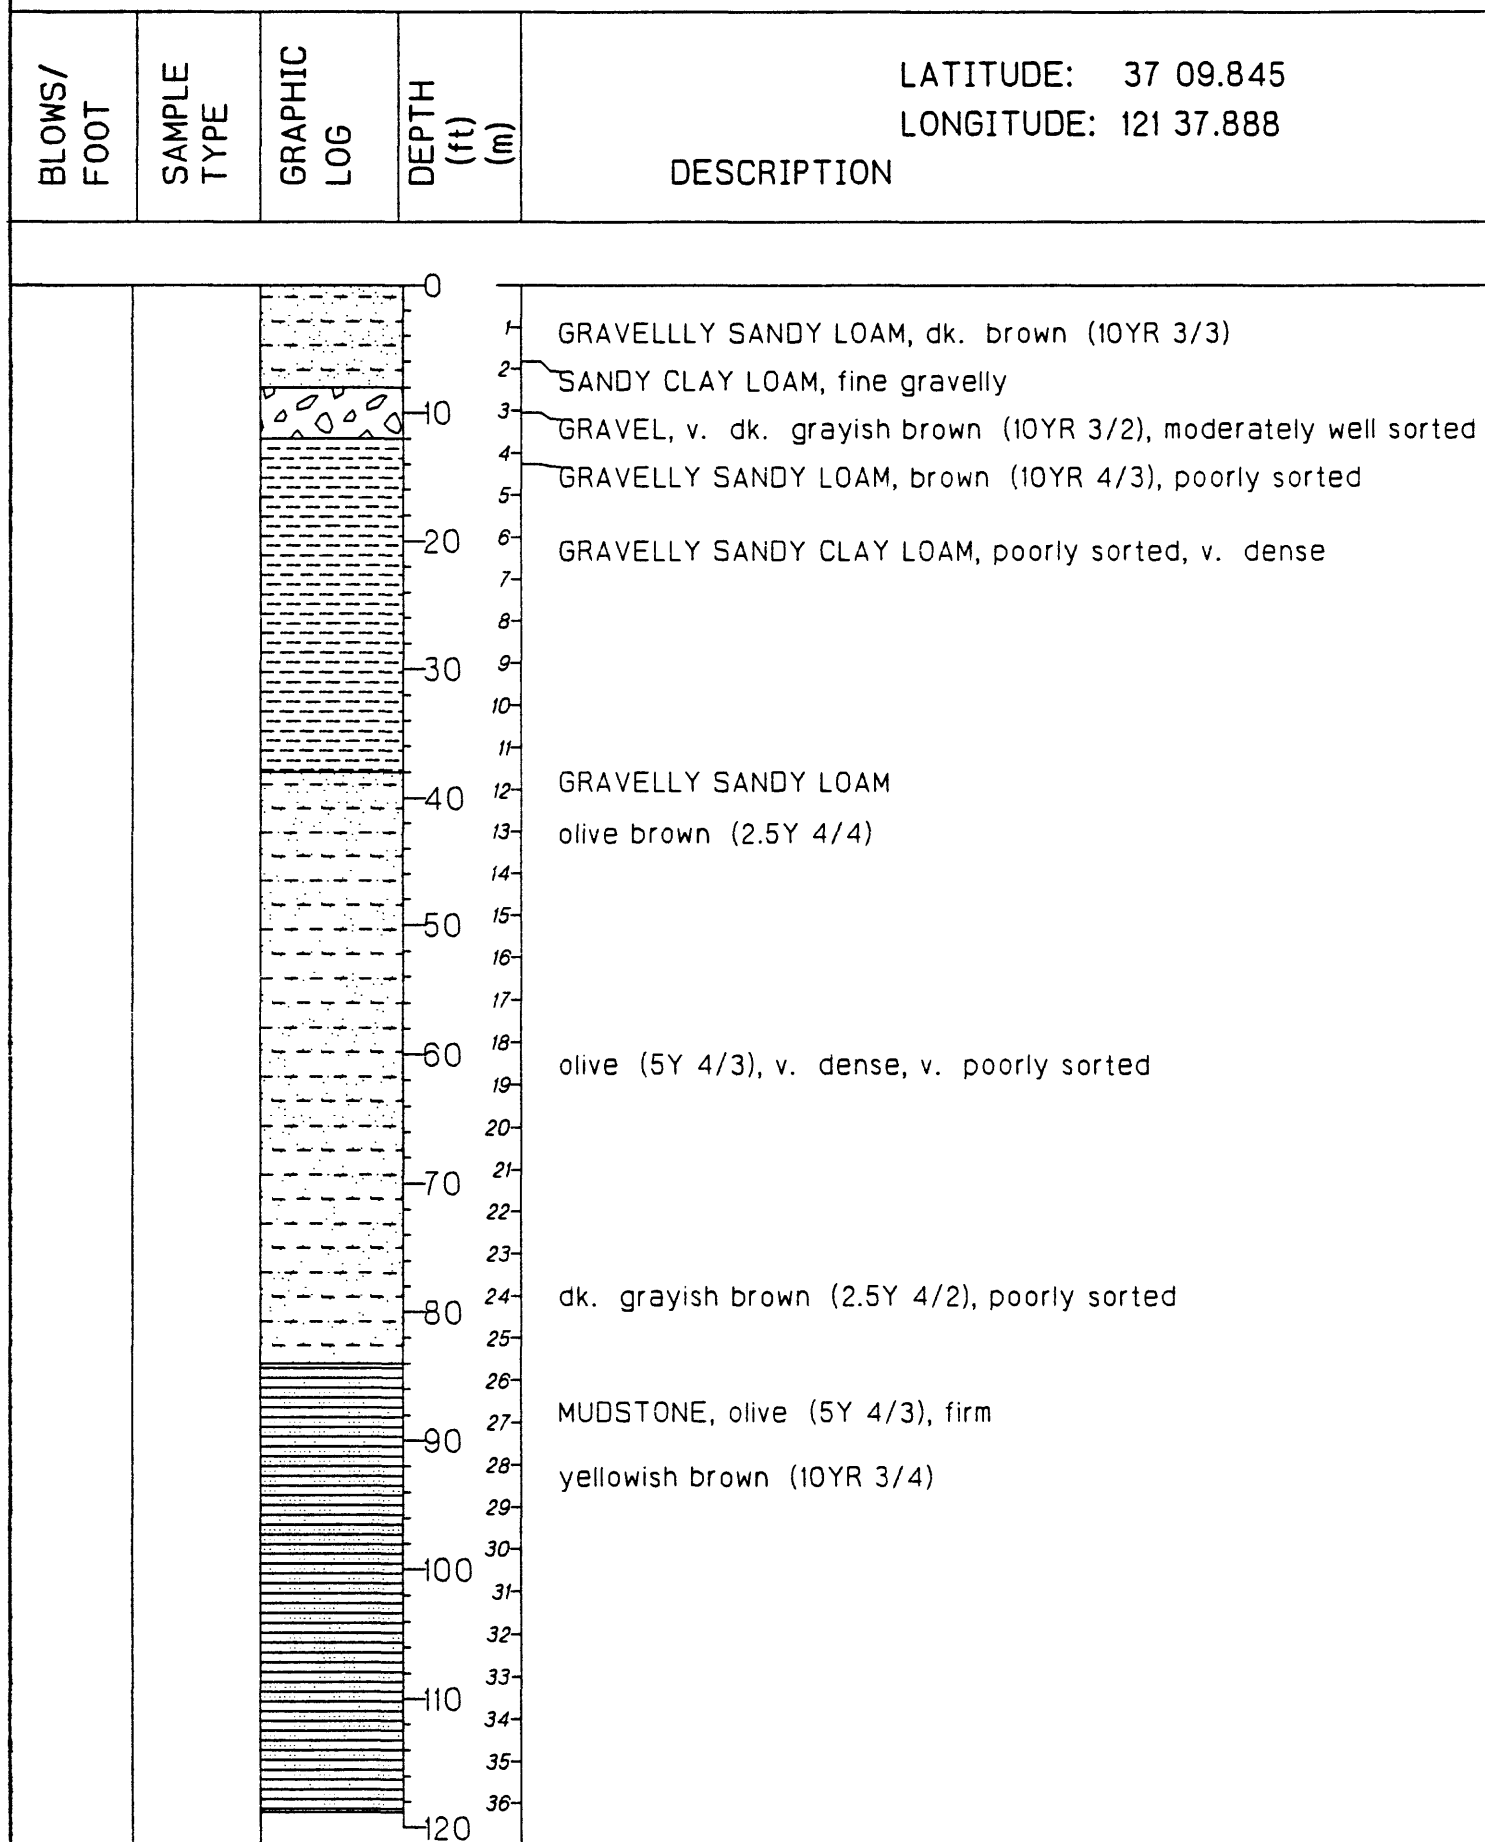 BLOWS/
FOOT
SAMPLE
TYPE
GRAPHIC
LOG
DEPTH
(ft)
(m)
LATITUDE: 37 09.845
LONGITUDE: 121 37.888
DESCRIPTION
0
1 GRAVELLLY SANDY LOAM, dk. brown (10YR 3/3)
2 SANDY CLAY LOAM, fine gravelly
10 3 GRAVEL, v. dk. grayish brown (10YR 3/2), moderately well sorted
4
GRAVELLY SANDY LOAM, brown (10YR 4/3), poorly sorted
5
20 6 GRAVELLY SANDY CLAY LOAM, poorly sorted, v. dense
7
8
30 9
10
11
40 12 GRAVELLY SANDY LOAM
13 olive brown (2.5Y 4/4)
14
50 15
16
17
60 18 olive (5Y 4/3), v. dense, v. poorly sorted
19
20
21
70
22
23
80 24 dk. grayish brown (2.5Y 4/2), poorly sorted
25
26
27 MUDSTONE, olive (5Y 4/3), firm
90
28 yellowish brown (10YR 3/4)
29
30
100
31
32
33
110
34
35
36
120